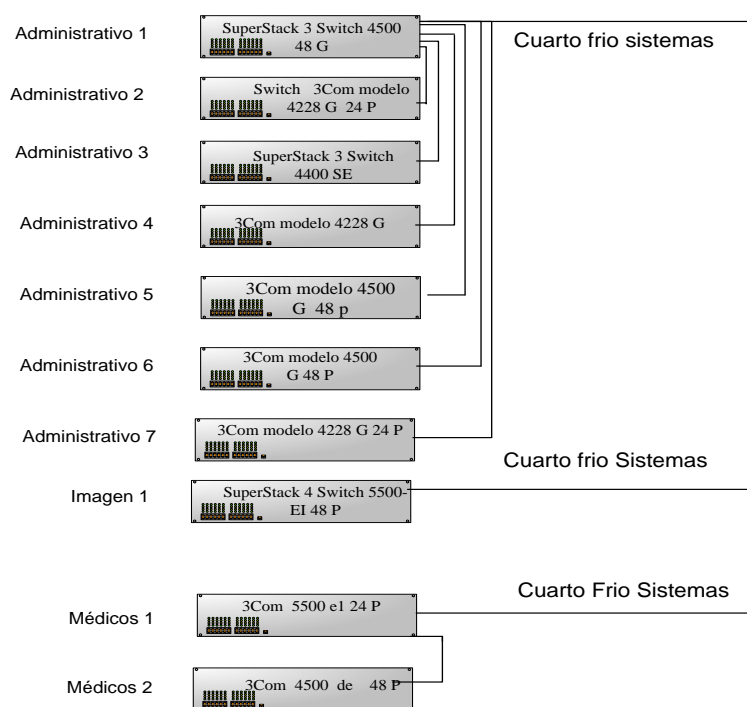 Administrativo 1
SuperStack 3 Switch 4500
48 G
Cuarto frio sistemas
Administrativo 2
Switch 3Com modelo
4228 G 24 P
Administrativo 3
SuperStack 3 Switch
4400 SE
Administrativo 4
3Com modelo 4228 G
Administrativo 5
3Com modelo 4500
G 48 p
Administrativo 6
3Com modelo 4500
G 48 P
Administrativo 7
3Com modelo 4228 G 24 P
Cuarto frio Sistemas
Imagen 1
SuperStack 4 Switch 5500-
EI 48 P
Cuarto Frio Sistemas
Médicos 1
3Com 5500 e1 24 P
Médicos 2
3Com 4500 de 48 P